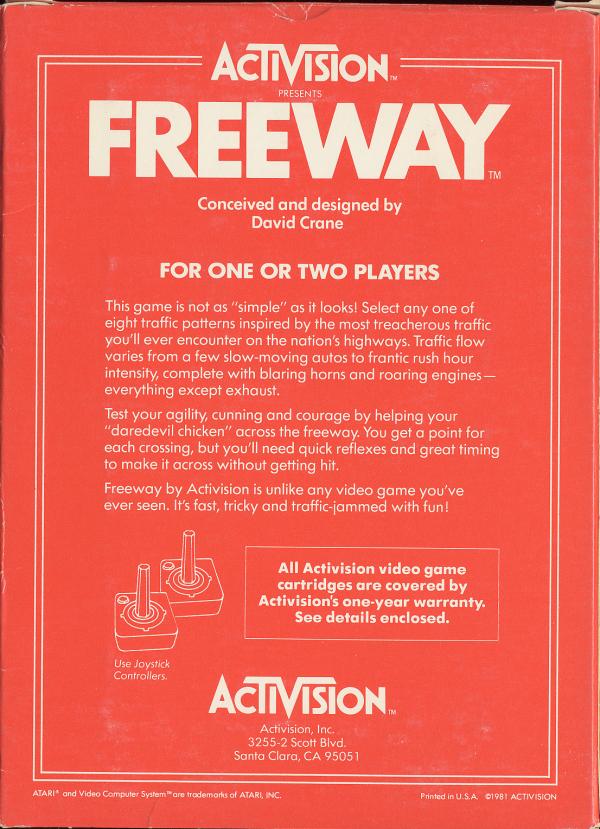 ACTIVISION™
PRESENTS
FREEWAY™
Conceived and designed by
David Crane
FOR ONE OR TWO PLAYERS
This game is not as "simple" as it looks! Select any one of
eight traffic patterns inspired by the most treacherous traffic
you'll ever encounter on the nation's highways. Traffic flow
varies from a few slow-moving autos to frantic rush hour
intensity, complete with blaring horns and roaring engines—
everything except exhaust.
Test your agility, cunning and courage by helping your
"daredevil chicken" across the freeway. You get a point for
each crossing, but you'll need quick reflexes and great timing
to make it across without getting hit.
Freeway by Activision is unlike any video game you've
ever seen. It's fast, tricky and traffic-jammed with fun!
All Activision video game
cartridges are covered by
Activision's one-year warranty.
See details enclosed.
Use Joystick
Controllers.
ACTIVISION™
Activision, Inc.
3255-2 Scott Blvd.
Santa Clara, CA 95051
ATARI® and Video Computer System™ are trademarks of ATARI, INC.
Printed in U.S.A. ©1981 ACTIVISION